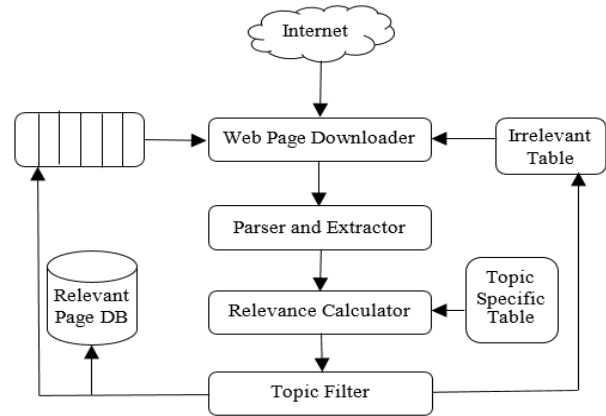 Internet
Web Page Downloader
Irrelevant
Table
Parser and Extractor
Relevant
Page DB
Relevance Calculator
Topic
Specific
Table
Topic Filter